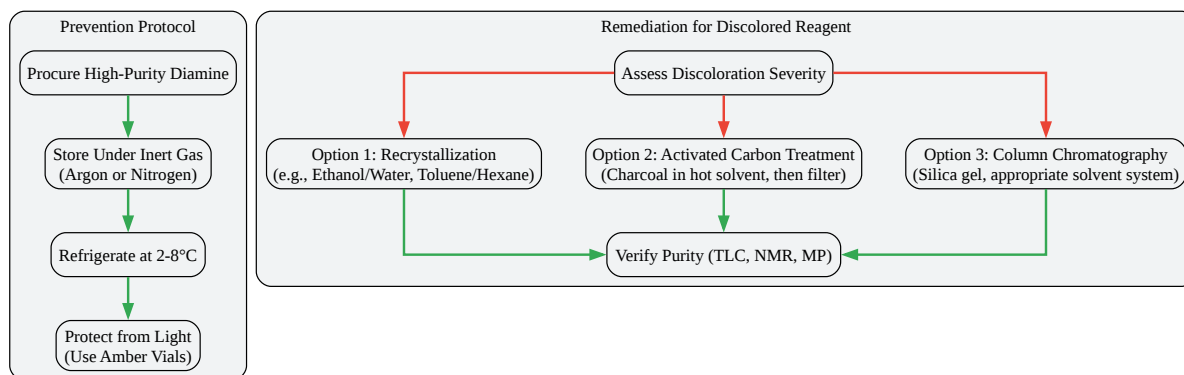 Prevention Protocol
Procure High-Purity Diamine
Store Under Inert Gas
(Argon or Nitrogen)
Refrigerate at 2-8°C
Protect from Light
(Use Amber Vials)
Remediation for Discolored Reagent
Assess Discoloration Severity
Option 1: Recrystallization
(e.g., Ethanol/Water, Toluene/Hexane)
Option 2: Activated Carbon Treatment
(Charcoal in hot solvent, then filter)
Option 3: Column Chromatography
(Silica gel, appropriate solvent system)
Verify Purity (TLC, NMR, MP)